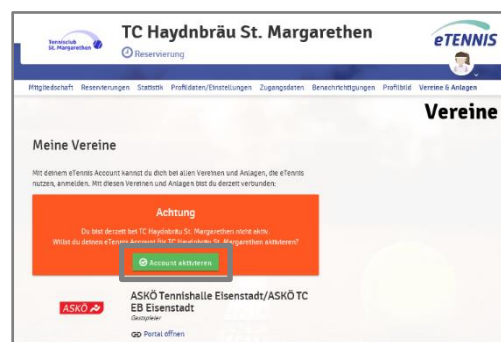 Tennisclub
St. Margarethen
TC Haydnbräu St. Margarethen
Reservierung
eTENNIS
Mitgliedschaft Reservierungen Statistik Profildaten/Einstellungen Zugangsdaten Benachrichtigungen Profilbild Vereine & Anlagen
Vereine
Meine Vereine
Mit deinem eTennis Account kannst du dich bei allen Vereinen und Anlagen, die eTennis
nutzen, anmelden. Mit diesen Vereinen und Anlagen bist du derzeit verbunden:
Achtung
Du bist derzeit bei TC Haydnbräu St. Margarethen nicht aktiv.
Willst du deinen eTennis Account für TC Haydnbräu St. Margarethen aktivieren?
Account aktivieren
ASKÖ
ASKÖ Tennishalle Eisenstadt/ASKÖ TC
EB Eisenstadt
Gastspieler
Portal öffnen